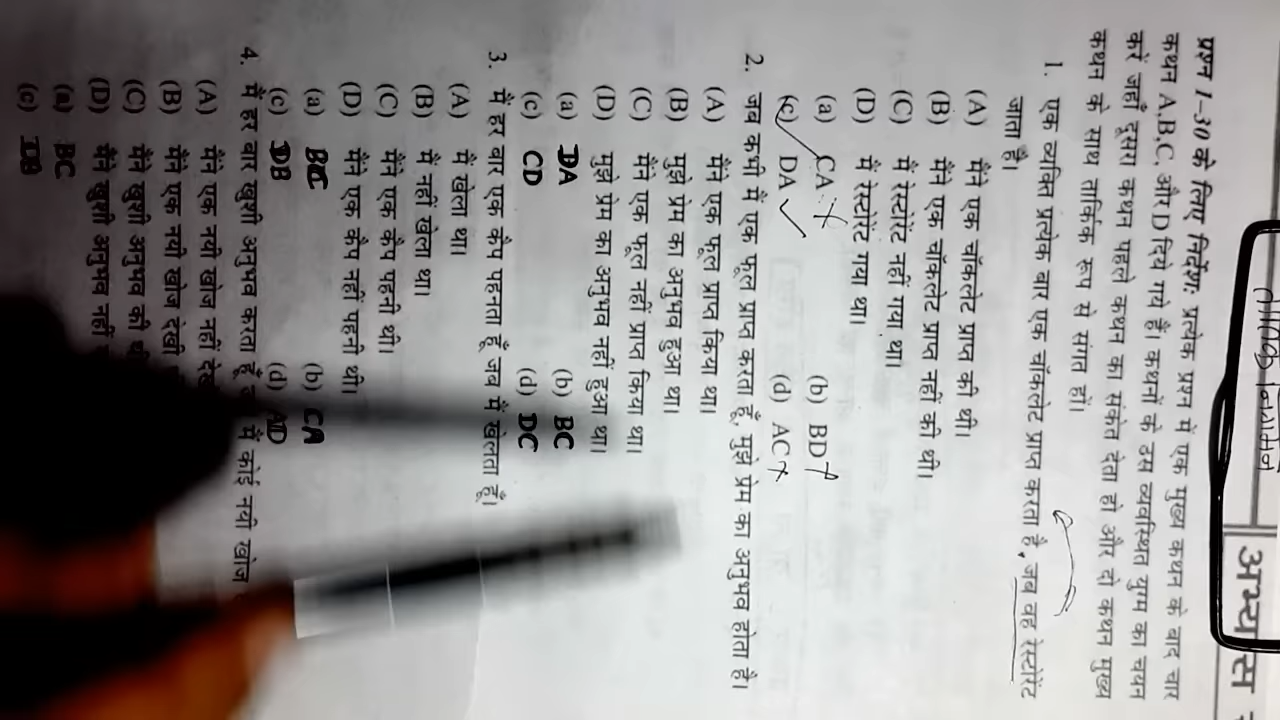 तार्किक निगमन
अभ्यास
प्रश्न 1-30 के लिए निर्देश: प्रत्येक प्रश्न में एक मुख्य कथन के बाद चार
कथन A,B,C, और D दिये गये हैं। कथनों के उस व्यवस्थित युग्म का चयन
करें जहाँ दूसरा कथन पहले कथन का संकेत देता हो और दो कथन मुख्य
कथन के साथ तार्किक रूप से संगत हों।
1. एक व्यक्ति प्रत्येक बार एक चॉकलेट प्राप्त करता है, जब वह रेस्टोरेंट
जाता है।
(A) मैंने एक चॉकलेट प्राप्त की थी।
(B) मैंने एक चॉकलेट प्राप्त नहीं की थी।
(C) मैं रेस्टोरेंट नहीं गया था।
(D) मैं रेस्टोरेंट गया था।
(a) CA (b) BD
(c) DA (d) AC
2. जब कभी मैं एक फूल प्राप्त करता हूँ, मुझे प्रेम का अनुभव होता है।
(A) मैंने एक फूल प्राप्त किया था।
(B) मुझे प्रेम का अनुभव हुआ था।
(C) मैंने एक फूल नहीं प्राप्त किया था।
(D) मुझे प्रेम का अनुभव नहीं हुआ था।
(a) DA (b) BC
(c) CD (d) DC
3. मैं हर बार एक कैप पहनता हूँ जब मैं खेलता हूँ।
(A) मैं खेला था।
(B) मैं नहीं खेला था।
(C) मैंने एक कैप पहनी थी।
(D) मैंने एक कैप नहीं पहनी थी।
(a) BC (b) CA
(c) DB (d) AD
4. मैं हर बार खुशी अनुभव करता हूँ मैं कोई नयी खोज
(A) मैंने एक नयी खोज नहीं
(B) मैंने एक नयी खोज देखी
(C) मैंने खुशी अनुभव की थी
(D) मैंने खुशी अनुभव नहीं
(a) BC
(c) DB